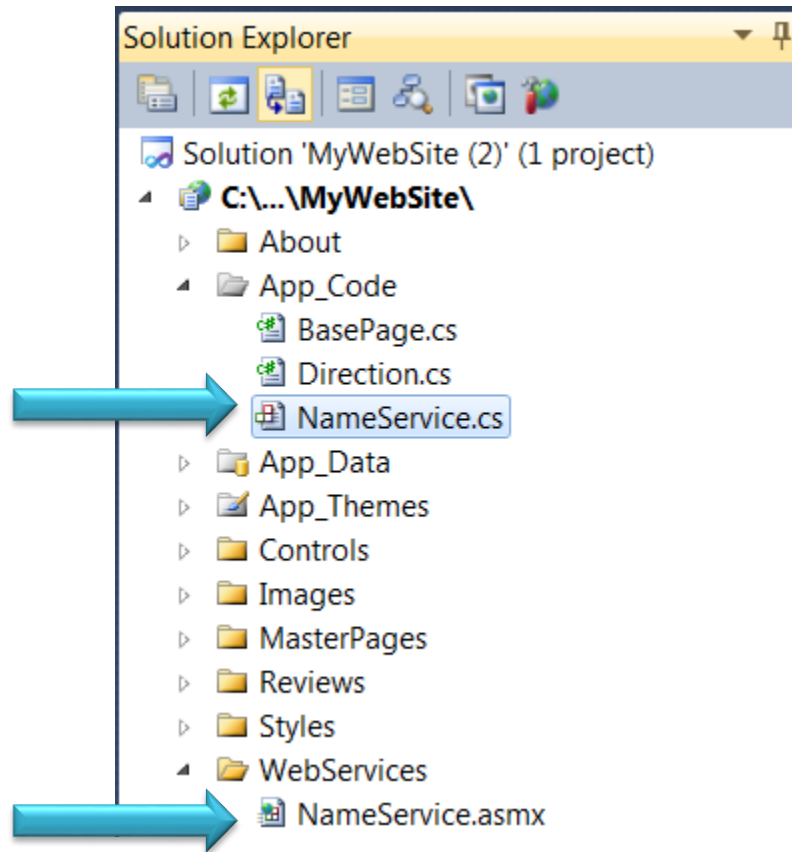 Solution Explorer
Solution 'MyWebSite (2)' (1 project)
C:\...\MyWebSite\
About
App_Code
BasePage.cs
Direction.cs
NameService.cs
App_Data
App_Themes
Controls
Images
MasterPages
Reviews
Styles
WebServices
NameService.asmx